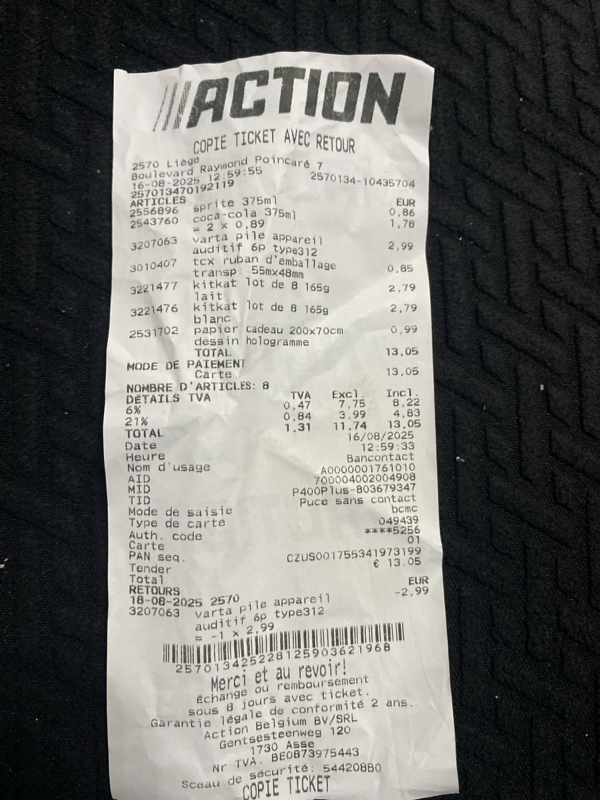 ACTION
COPIE TICKET AVEC RETOUR
2570 Liège
Boulevard Raymond Poincaré 7
16-08-2025 12:59:55 2570134-10435704
257013470192119
ARTICLES EUR
2556896 sprite 375ml 0,86
2543760 coca-cola 375ml 1,78
= 2 x 0,89
3207063 varta pile appareil
auditif 6p type312 2,99
3010407 tcx ruban d'emballage
transp 55mx48mm 0,85
3221477 kitkat lot de 8 165g 2,79
lait
3221476 kitkat lot de 8 165g 2,79
blanc
2531702 papier cadeau 200x70cm 0,99
dessin hologramme
TOTAL 13,05
MODE DE PAIEMENT
Carte 13,05
NOMBRE D'ARTICLES: 8
DÉTAILS TVA TVA Excl. Incl.
6% 0,47 7,75 8,22
21% 0,84 3,99 4,83
TOTAL 1,31 11,74 13,05
Date 16/08/2025
Heure 12:59:33
Nom d'usage Bancontact
AID A0000001761010
MID 700004002004908
TID P400Plus-803679347
Mode de saisie Puce sans contact
Type de carte bcmc
Auth. code 049439
Carte ****5256
PAN seq. 01
Tender CZUS001755341973199
Total € 13.05
RETOURS EUR
18-08-2025 2570 -2,99
3207063 varta pile appareil
auditif 6p type312
= -1 x 2,99
257013425228125903621968
Merci et au revoir!
Échange ou remboursement
sous 8 jours avec ticket.
Garantie légale de conformité 2 ans.
Action Belgium BV/SRL
Gentsesteenweg 120
1730 Asse
Nr TVA. BE0873975443
Sceau de sécurité: 544208B0
COPIE TICKET